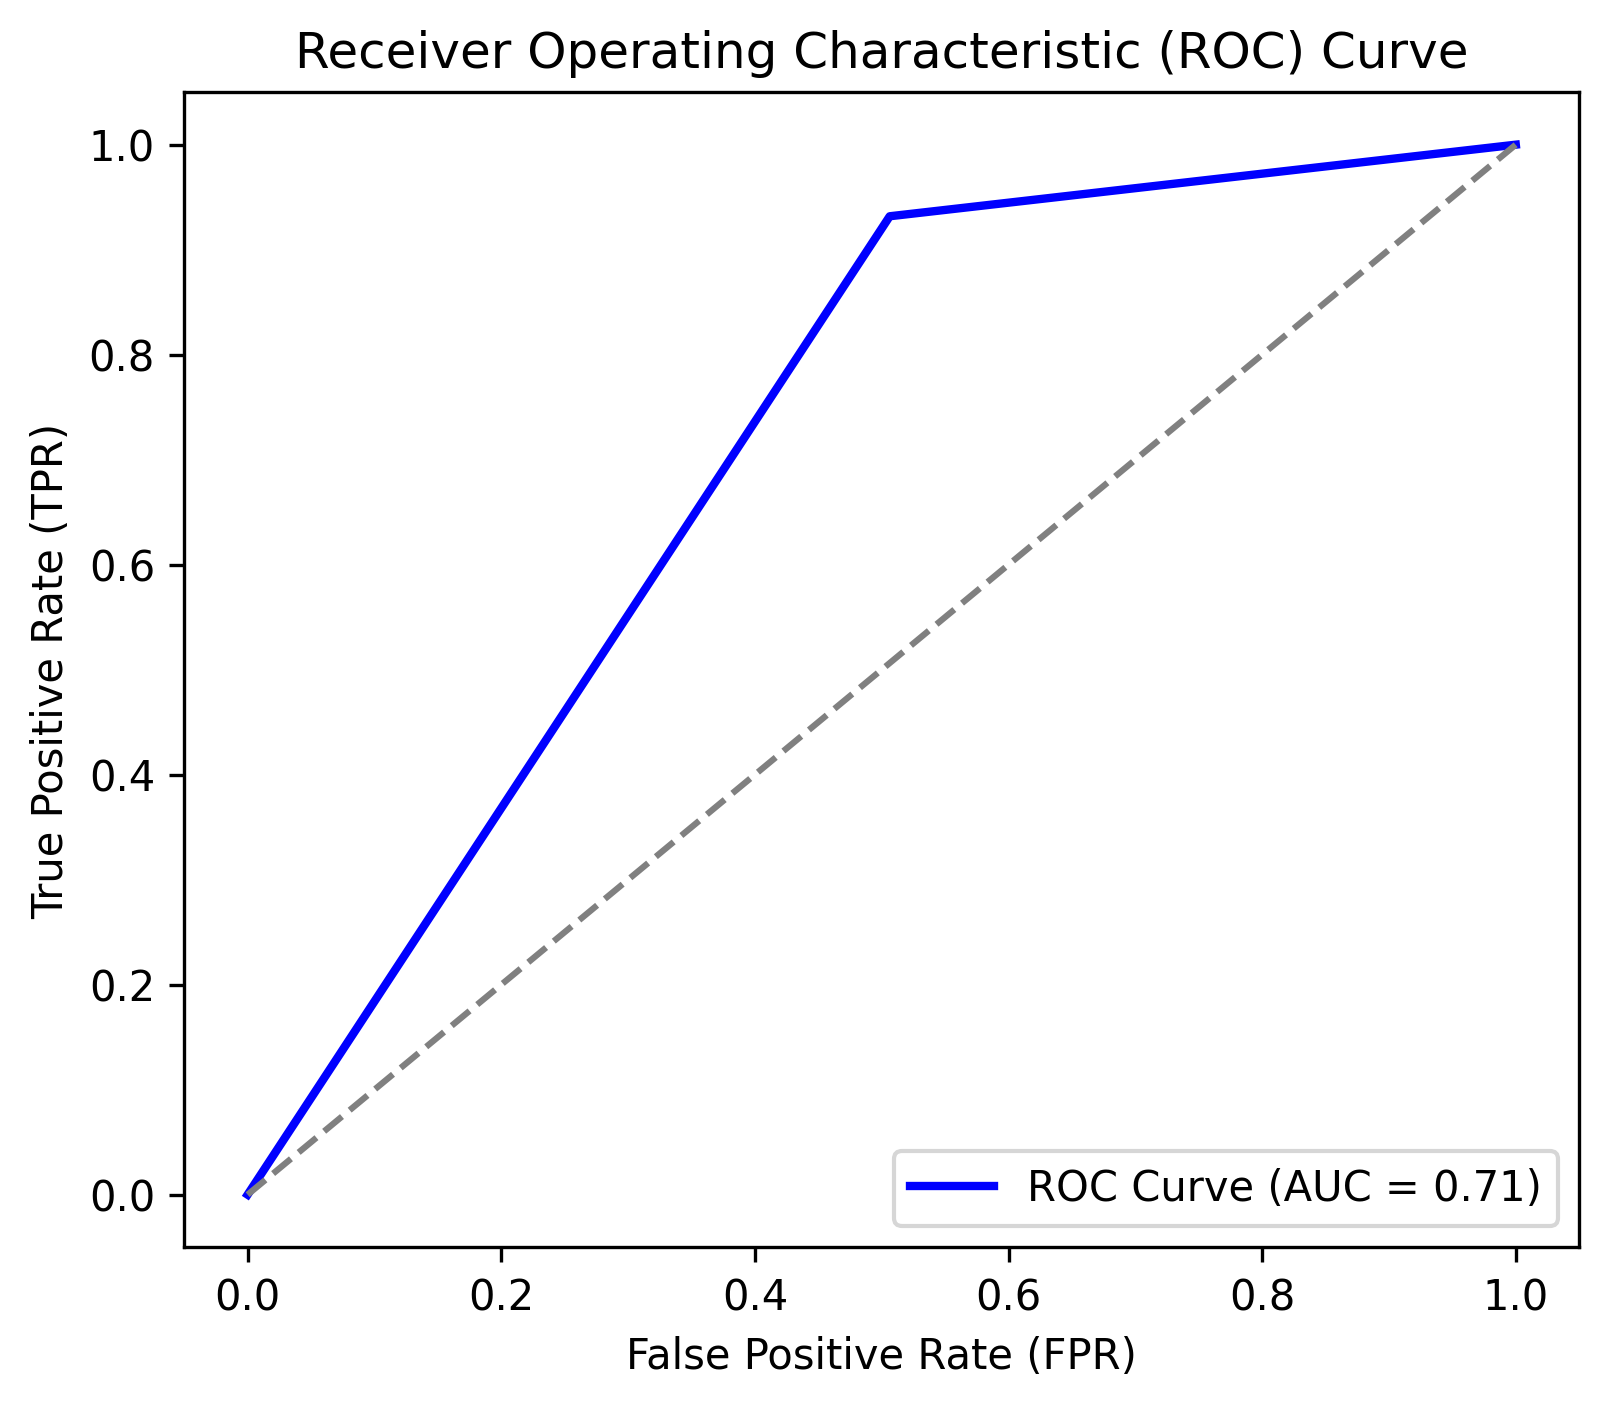 Receiver Operating Characteristic (ROC) Curve
True Positive Rate (TPR)
1.0
0.8
0.6
0.4
0.2
0.0
ROC Curve (AUC = 0.71)
0.0 0.2 0.4 0.6 0.8 1.0
False Positive Rate (FPR)